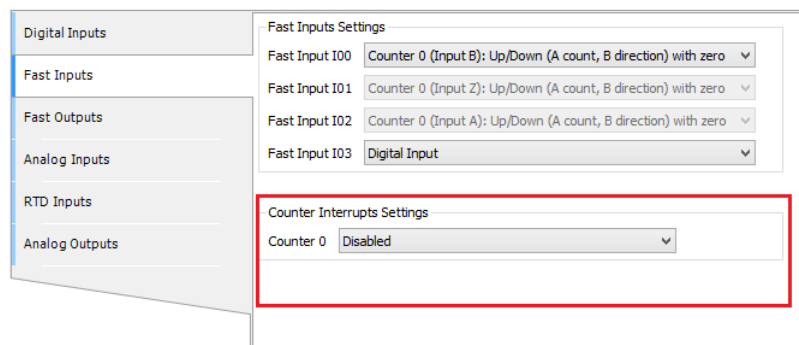 Digital Inputs
Fast Inputs
Fast Outputs
Analog Inputs
RTD Inputs
Analog Outputs
Fast Inputs Settings
Fast Input I00 Counter 0 (Input B): Up/Down (A count, B direction) with zero
Fast Input I01 Counter 0 (Input Z): Up/Down (A count, B direction) with zero
Fast Input I02 Counter 0 (Input A): Up/Down (A count, B direction) with zero
Fast Input I03 Digital Input
Counter Interrupts Settings
Counter 0 Disabled